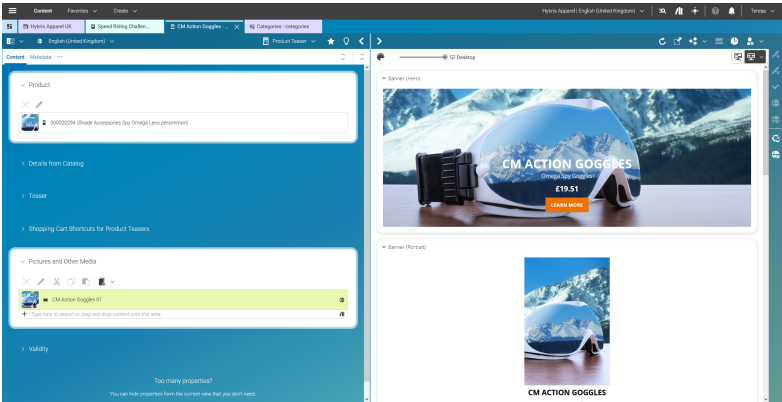 Content Favorites Create Hybris Apparel | English (United Kingdom) Teresa
Hybris Apparel UK Speed Riding Challen... CM Action Goggles - ... Categories - categories
English (United Kingdom) Product Teaser
Content Metadata ··· Desktop
Product
300020294 (Shade Accessories Spy Omega Lens persimmon)
Details from Catalog
Teaser
Shopping-Cart Shortcuts for Product Teasers
Pictures and Other Media
CM Action Goggles 01
Type here to search or drag and drop content onto this area.
Validity
Too many properties?
You can hide properties form the current view that you don't need.
Banner (Hero)
CM ACTION GOGGLES
Omega Spy Goggles!
£19.51
LEARN MORE
Banner (Portrait)
CM ACTION GOGGLES